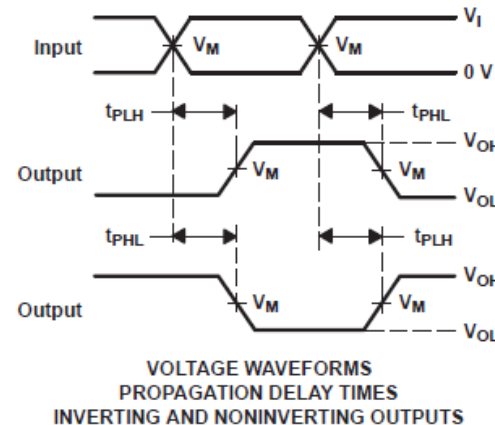 V_I
Input V_M V_M
0 V
t_PLH t_PHL
V_OH
Output V_M V_M
V_OL
t_PHL t_PLH
V_OH
Output V_M V_M
V_OL
VOLTAGE WAVEFORMS
PROPAGATION DELAY TIMES
INVERTING AND NONINVERTING OUTPUTS